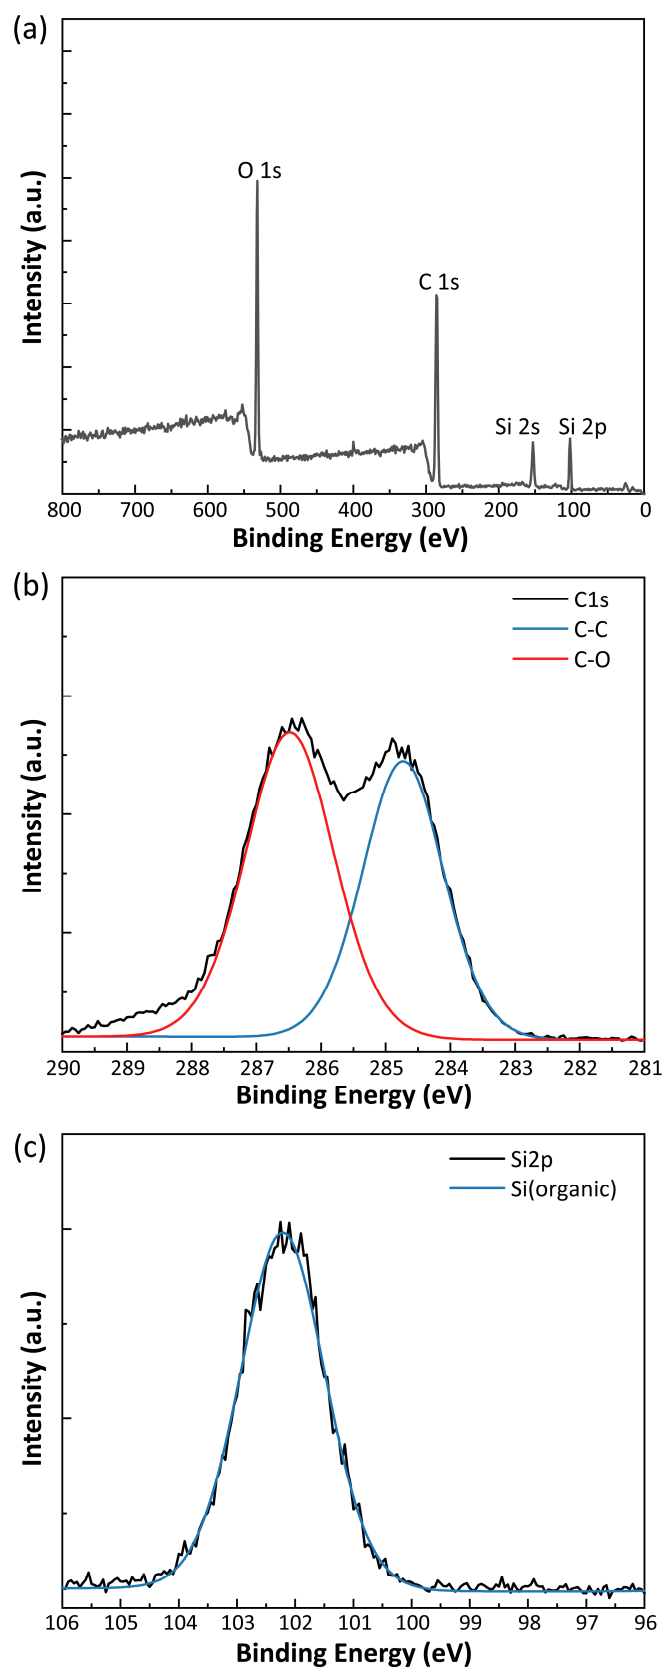 (a)
Intensity (a.u.)
O 1s
C 1s
Si 2s
Si 2p
800 700 600 500 400 300 200 100 0
Binding Energy (eV)
(b)
Intensity (a.u.)
C1s
C-C
C-O
290 289 288 287 286 285 284 283 282 281
Binding Energy (eV)
(c)
Intensity (a.u.)
Si2p
Si(organic)
106 105 104 103 102 101 100 99 98 97 96
Binding Energy (eV)